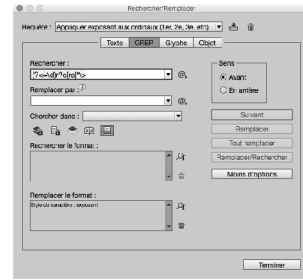 Rechercher/Remplacer
Requête : Appliquer exposant aux ordinaux (1er, 2e, 3e, etc)
Texte GREP Glyphe Objet
Rechercher :
Remplacer par :
Chercher dans :
Rechercher le format :
Remplacer le format :
Style de caractère : exposant
Sens
Avant
En arrière
Suivant
Remplacer
Tout remplacer
Remplacer/Rechercher
Moins d'options
Terminer